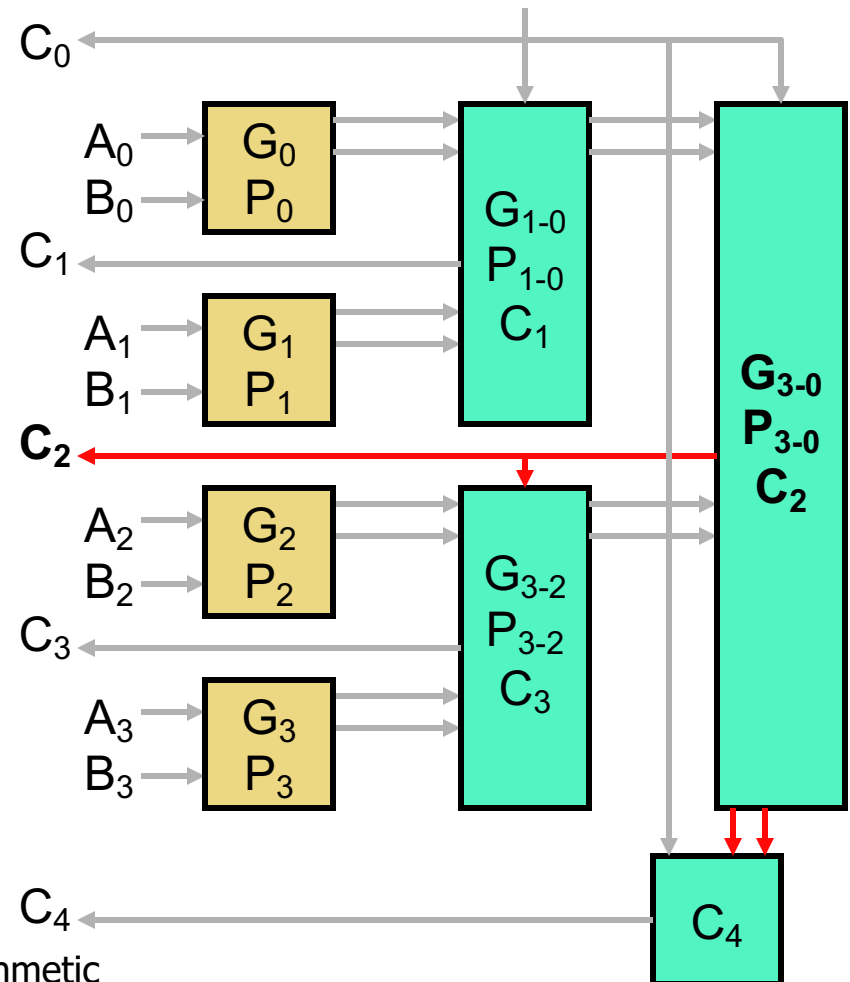 C₀
A₀
B₀
G₀
P₀
G₁₋₀
P₁₋₀
C₁
C₁
A₁
B₁
G₁
P₁
G₃₋₀
P₃₋₀
C₂
C₂
A₂
B₂
G₂
P₂
G₃₋₂
P₃₋₂
C₃
C₃
A₃
B₃
G₃
P₃
C₄
C₄